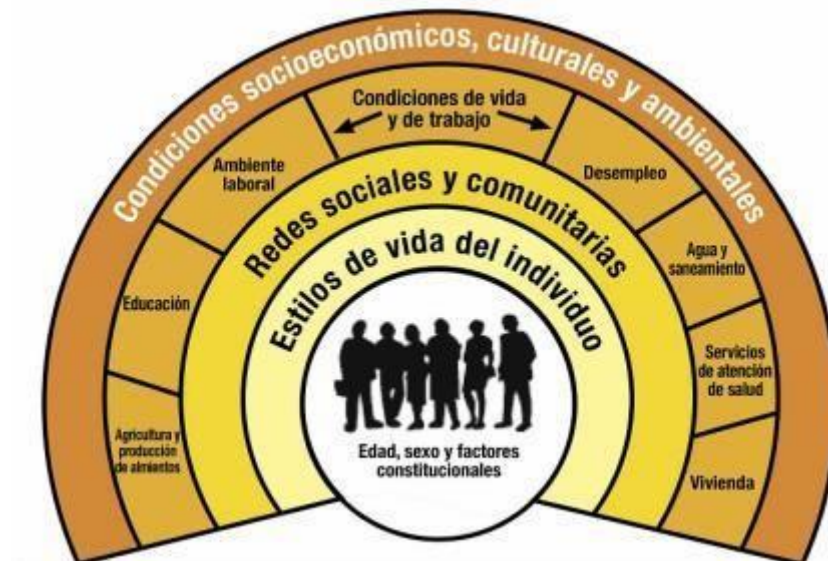 Condiciones socioeconómicos, culturales y ambientales
Condiciones de vida
y de trabajo
Ambiente
laboral
Desempleo
Educación
Agua y
saneamiento
Agricultura y
producción
de almientos
Servicios
de atención
de salud
Vivienda
Redes sociales y comunitarias
Estilos de vida del individuo
Edad, sexo y factores
constitucionales